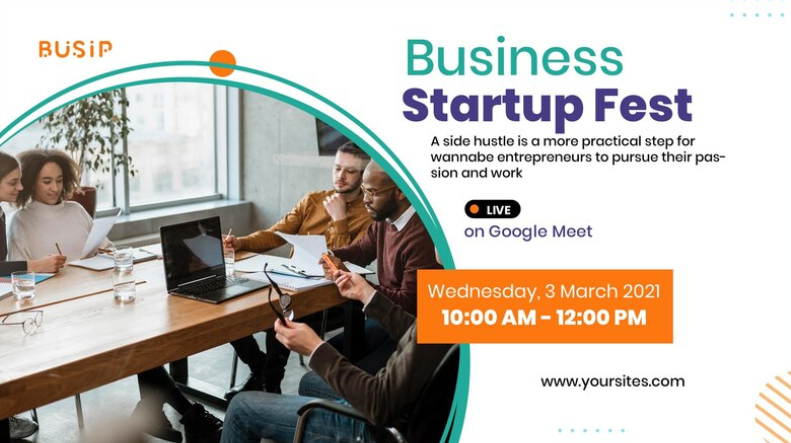 BUSIP
Business
Startup Fest
A side hustle is a more practical step for
wannabe entrepreneurs to pursue their pas-
sion and work
LIVE
on Google Meet
Wednesday, 3 March 2021
10:00 AM - 12:00 PM
www.yoursites.com